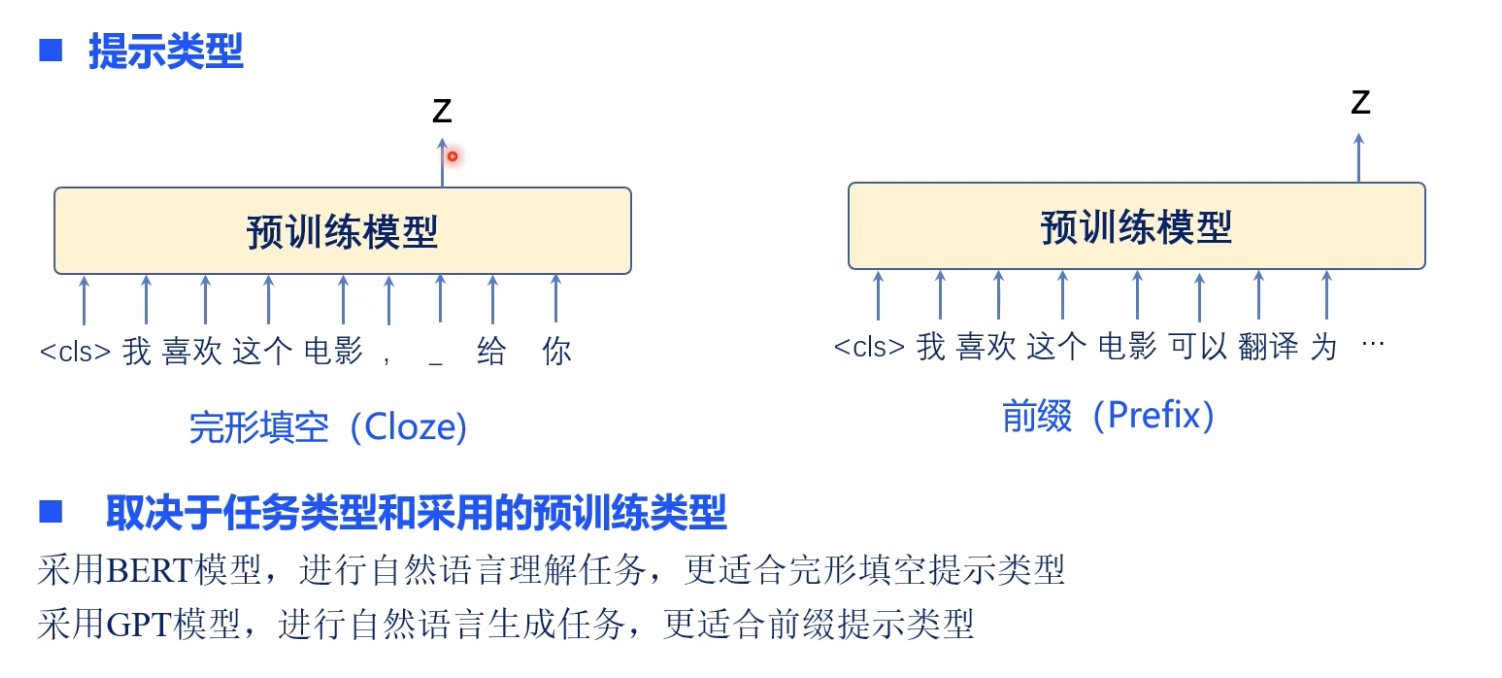 提示类型
Z
Z
预训练模型
预训练模型
<cls> 我 喜欢 这个 电影 , _ 给 你
<cls> 我 喜欢 这个 电影 可以 翻译 为 …
完形填空（Cloze）
前缀（Prefix）
取决于任务类型和采用的预训练类型
采用BERT模型，进行自然语言理解任务，更适合完形填空提示类型
采用GPT模型，进行自然语言生成任务，更适合前缀提示类型